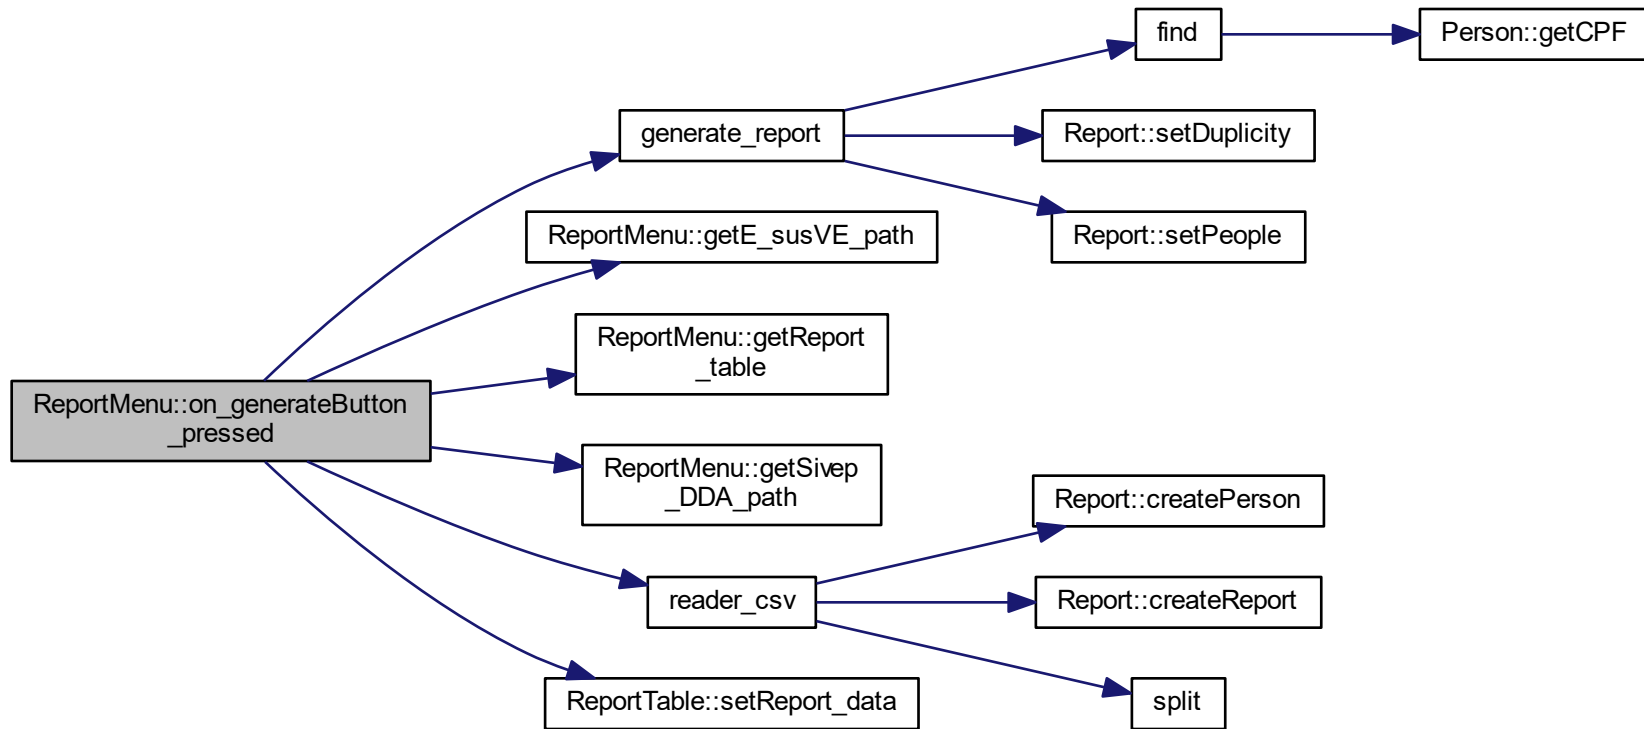 find
Person::getCPF
generate_report
Report::setDuplicity
ReportMenu::getE_susVE_path
Report::setPeople
ReportMenu::getReport
_table
ReportMenu::on_generateButton
_pressed
ReportMenu::getSivep
_DDA_path
Report::createPerson
reader_csv
Report::createReport
ReportTable::setReport_data
split